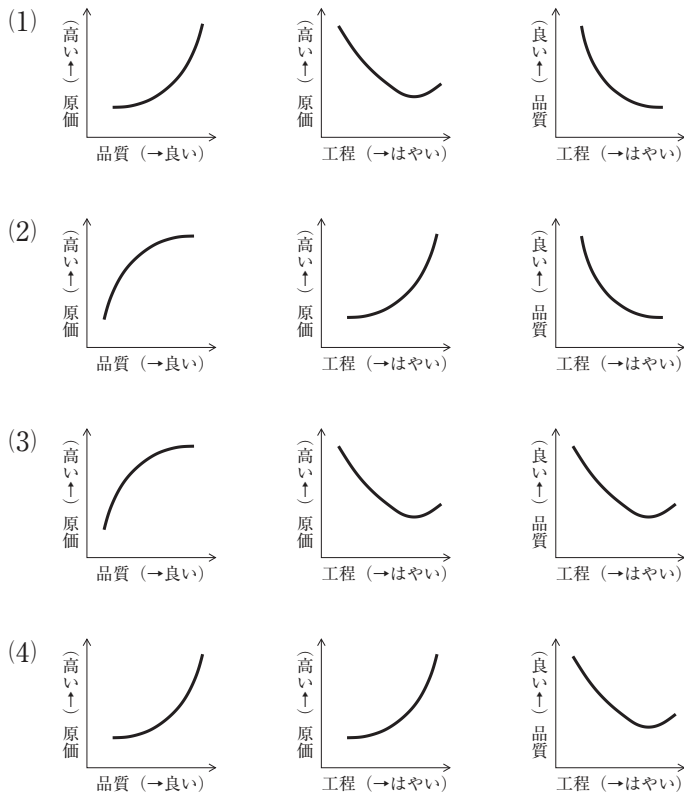 (1)
(高い→) 原価
品質 (→良い)
(高い→) 原価
工程 (→はやい)
(良い→) 品質
工程 (→はやい)
(2)
(高い→) 原価
品質 (→良い)
(高い→) 原価
工程 (→はやい)
(良い→) 品質
工程 (→はやい)
(3)
(高い→) 原価
品質 (→良い)
(高い→) 原価
工程 (→はやい)
(良い→) 品質
工程 (→はやい)
(4)
(高い→) 原価
品質 (→良い)
(高い→) 原価
工程 (→はやい)
(良い→) 品質
工程 (→はやい)